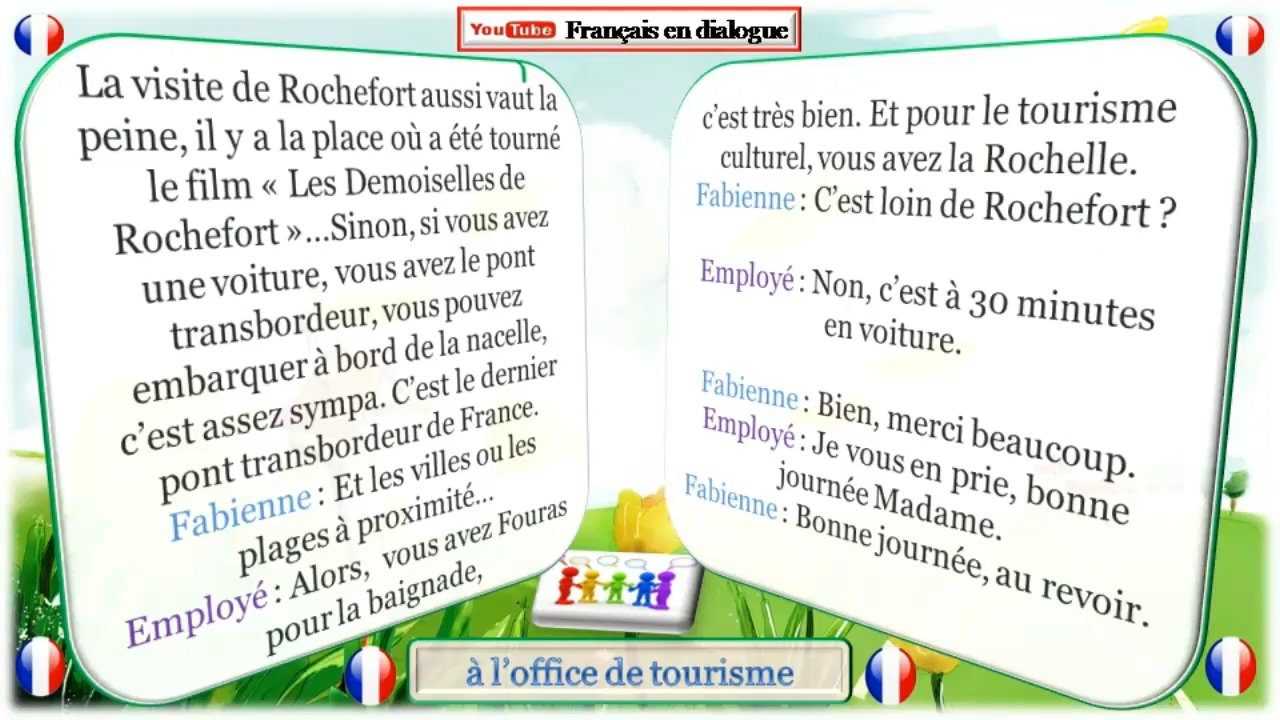 YouTube Français en dialogue
La visite de Rochefort aussi vaut la
peine, il y a la place où a été tourné
le film « Les Demoiselles de
Rochefort »...Sinon, si vous avez
une voiture, vous avez le pont
transbordeur, vous pouvez
embarquer à bord de la nacelle,
c'est assez sympa. C'est le dernier
pont transbordeur de France.
Fabienne : Et les villes ou les
plages à proximité...
Employé : Alors, vous avez Fouras
pour la baignade,
c'est très bien. Et pour le tourisme
culturel, vous avez la Rochelle.
Fabienne : C'est loin de Rochefort ?
Employé : Non, c'est à 30 minutes
en voiture.
Fabienne : Bien, merci beaucoup.
Employé : Je vous en prie, bonne
journée Madame.
Fabienne : Bonne journée, au revoir.
à l'office de tourisme